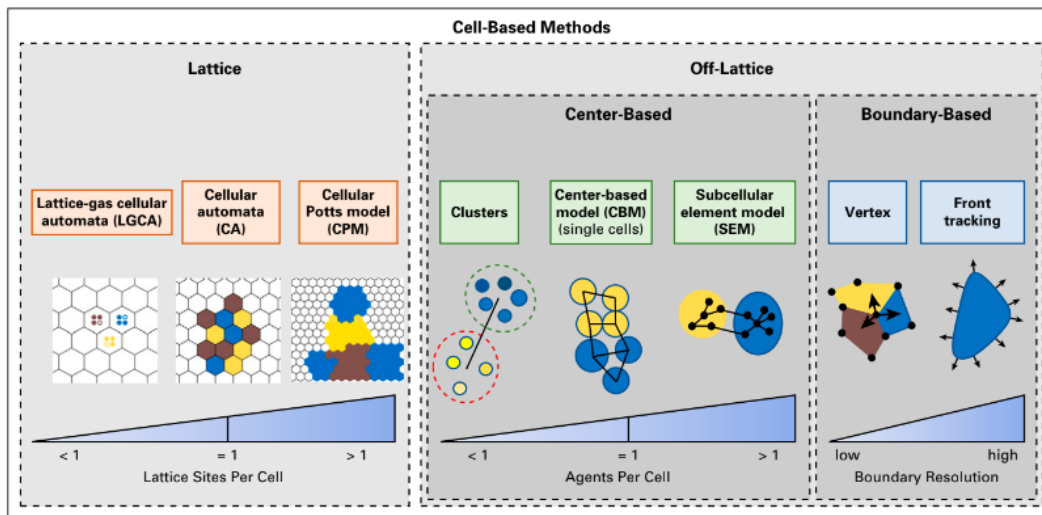 Cell-Based Methods
Lattice
Off-Lattice
Center-Based
Boundary-Based
Lattice-gas cellular
automata (LGCA)
Cellular
automata
(CA)
Cellular
Potts model
(CPM)
Clusters
Center-based
model (CBM)
(single cells)
Subcellular
element model
(SEM)
Vertex
Front
tracking
< 1
= 1
> 1
Lattice Sites Per Cell
< 1
= 1
> 1
Agents Per Cell
low
high
Boundary Resolution